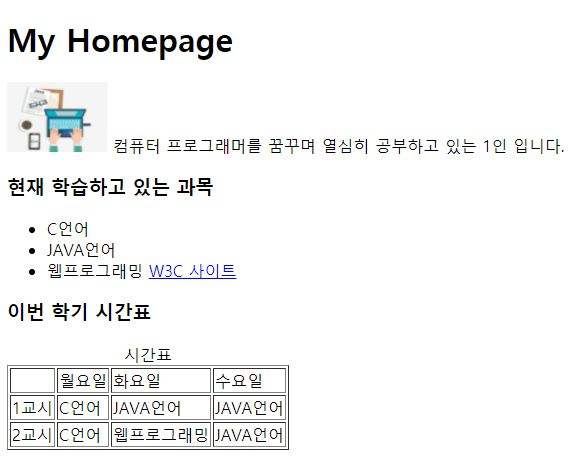 My Homepage
컴퓨터 프로그래머를 꿈꾸며 열심히 공부하고 있는 1인 입니다.
현재 학습하고 있는 과목
C언어
JAVA언어
웹프로그래밍 W3C 사이트
이번 학기 시간표
시간표
월요일 화요일 수요일
1교시 C언어 JAVA언어 JAVA언어
2교시 C언어 웹프로그래밍 JAVA언어